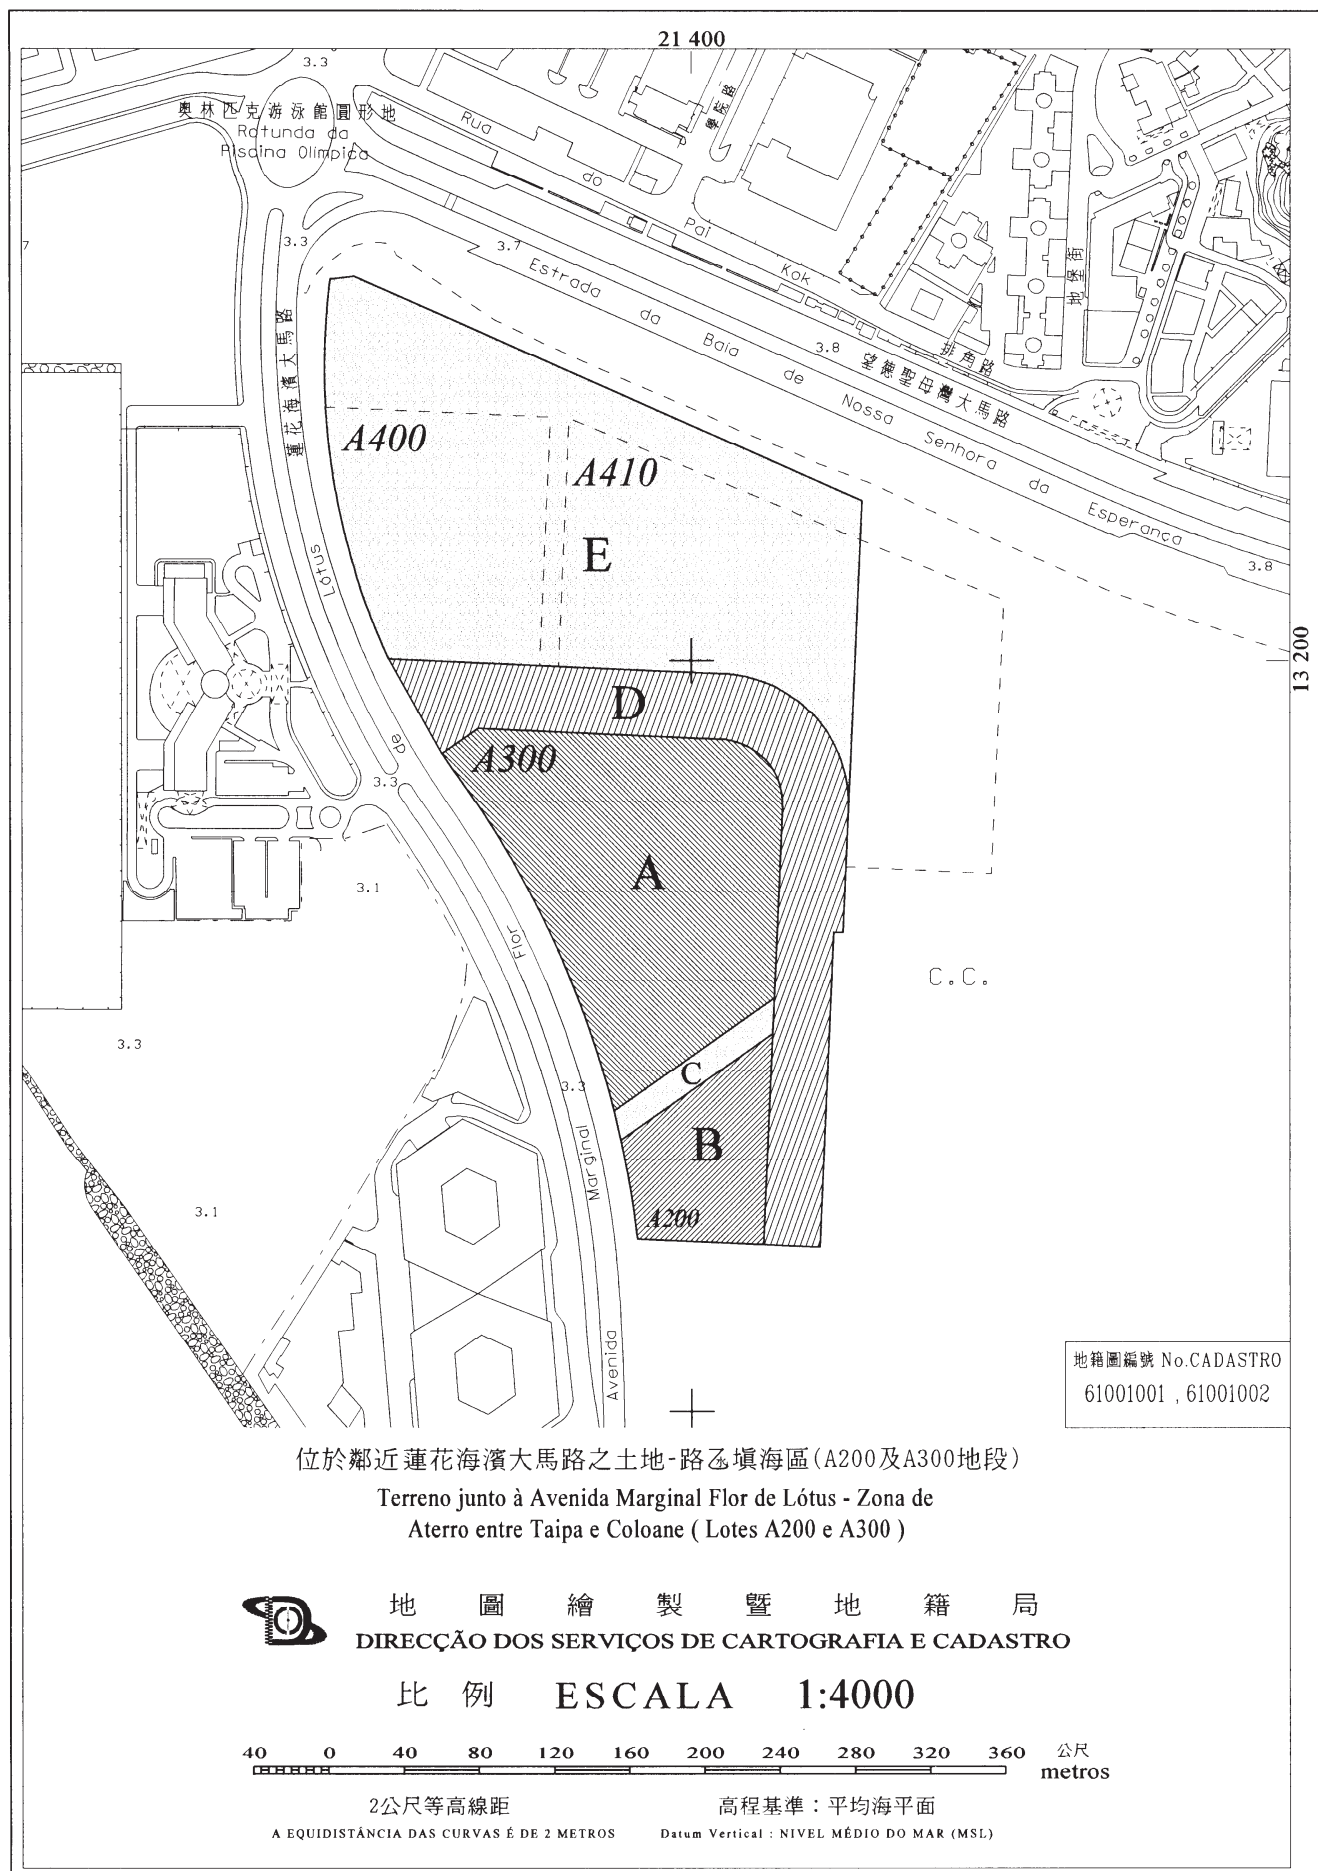 21 400
3.3
奧林匹克游泳館圓形地
Rotunda da
Piscina Olímpica
Rua do Pai Kok
學院路
3.3
3.7
7
Estrada da Baia de Nossa Senhora da Esperança
3.8
望德聖母灣大馬路
排角路
地堡街
蓮花海濱大馬路
A400
A410
E
3.8
13 200
D
A300
3.3
A
3.1
C.C.
3.3
3.3
C
B
3.1
A200
Avenida Marginal Flor de Lótus
地籍圖編號 No.CADASTRO
61001001 , 61001002
位於鄰近蓮花海濱大馬路之土地-路氹填海區(A200及A300地段)
Terreno junto à Avenida Marginal Flor de Lótus - Zona de
Aterro entre Taipa e Coloane ( Lotes A200 e A300 )
地圖繪製暨地籍局
DIRECÇÃO DOS SERVIÇOS DE CARTOGRAFIA E CADASTRO
比例 ESCALA 1:4000
40 0 40 80 120 160 200 240 280 320 360 公尺
metros
2公尺等高線距 高程基準：平均海平面
A EQUIDISTÂNCIA DAS CURVAS É DE 2 METROS Datum Vertical : NIVEL MÉDIO DO MAR (MSL)